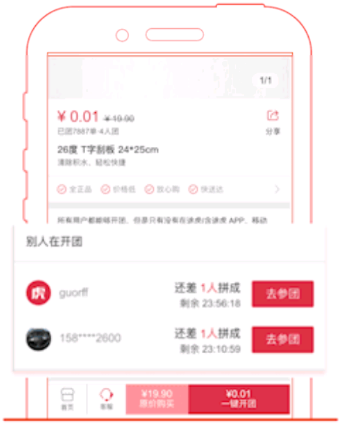 1/1
¥ 0.01 ¥ 19.90
已团7687单·4人团
分享
26度 T字刮板 24*25cm
清除积水，轻松快捷
全正品 价格低 放心购 快速达
所有用户都能够开团，但是只有没有在途虎(含途虎 APP、移动
别人在开团
guorff
还差 1人拼成
剩余 23:56:18
去参团
158****2600
还差 1人拼成
剩余 23:10:59
去参团
首页
客服
¥19.90
原价购买
¥0.01
一键开团